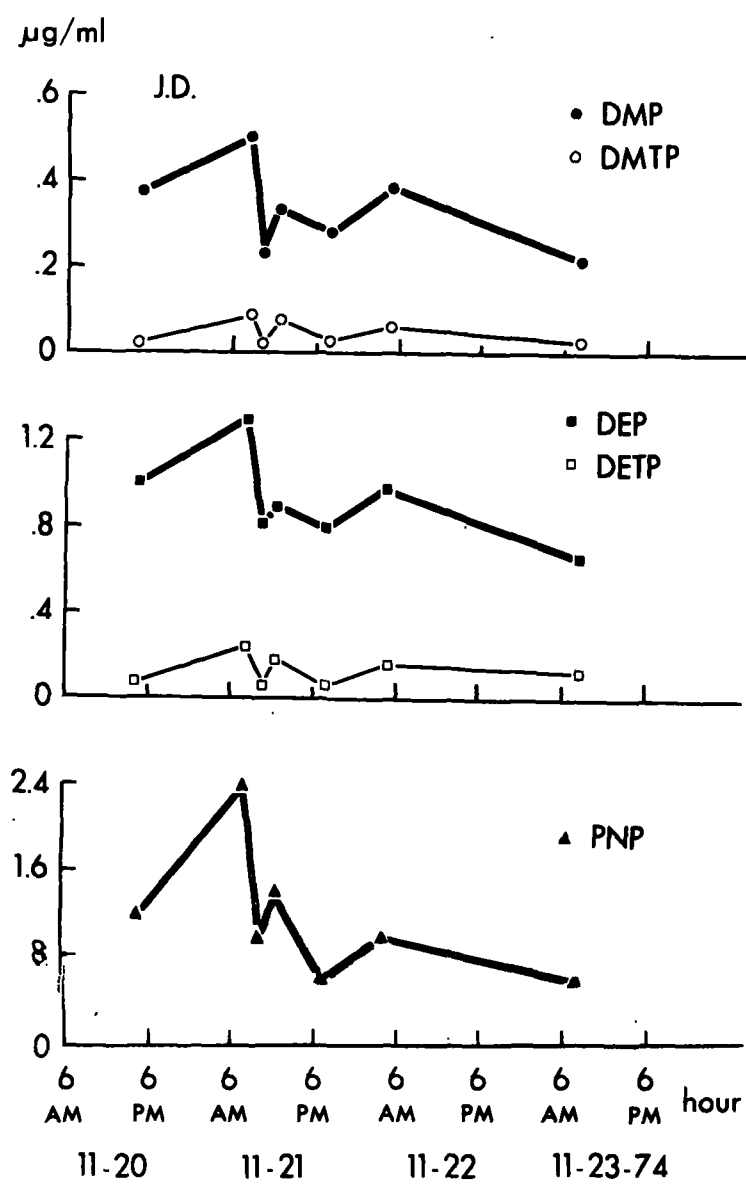 µg/ml
J.D.
.6
.4
.2
0
DMP
DMTP
1.2
.8
.4
0
DEP
DETP
2.4
1.6
.8
0
PNP
6 6 6 6 6 6 6 6 hour
AM PM AM PM AM PM AM PM
11-20 11-21 11-22 11-23-74